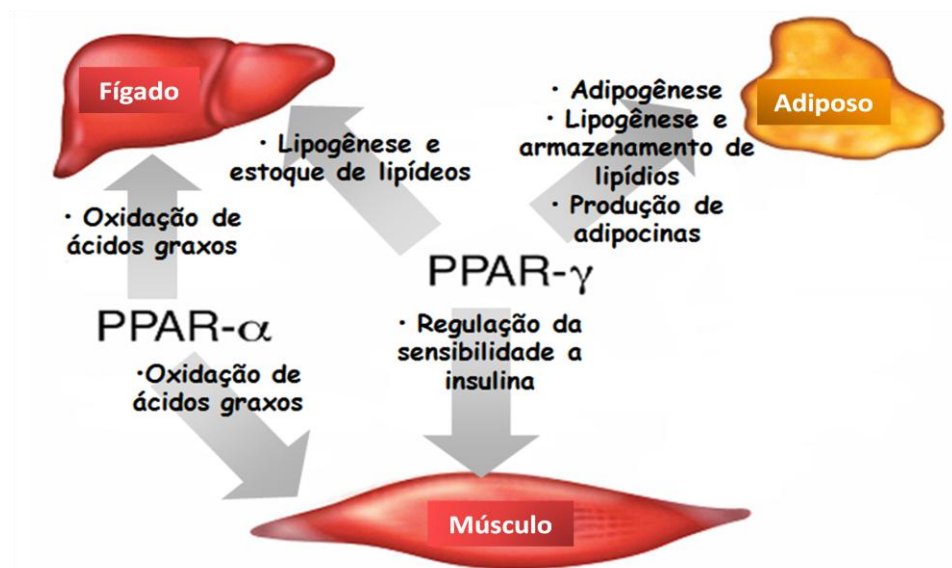 Fígado
• Lipogênese e
estoque de lipídeos
• Adipogênese
• Lipogênese e
armazenamento de
lipídios
• Produção de
adipocinas
Adiposo
• Oxidação de
ácidos graxos
PPAR-α
•Oxidação de
ácidos graxos
PPAR-γ
• Regulação da
sensibilidade a
insulina
Músculo